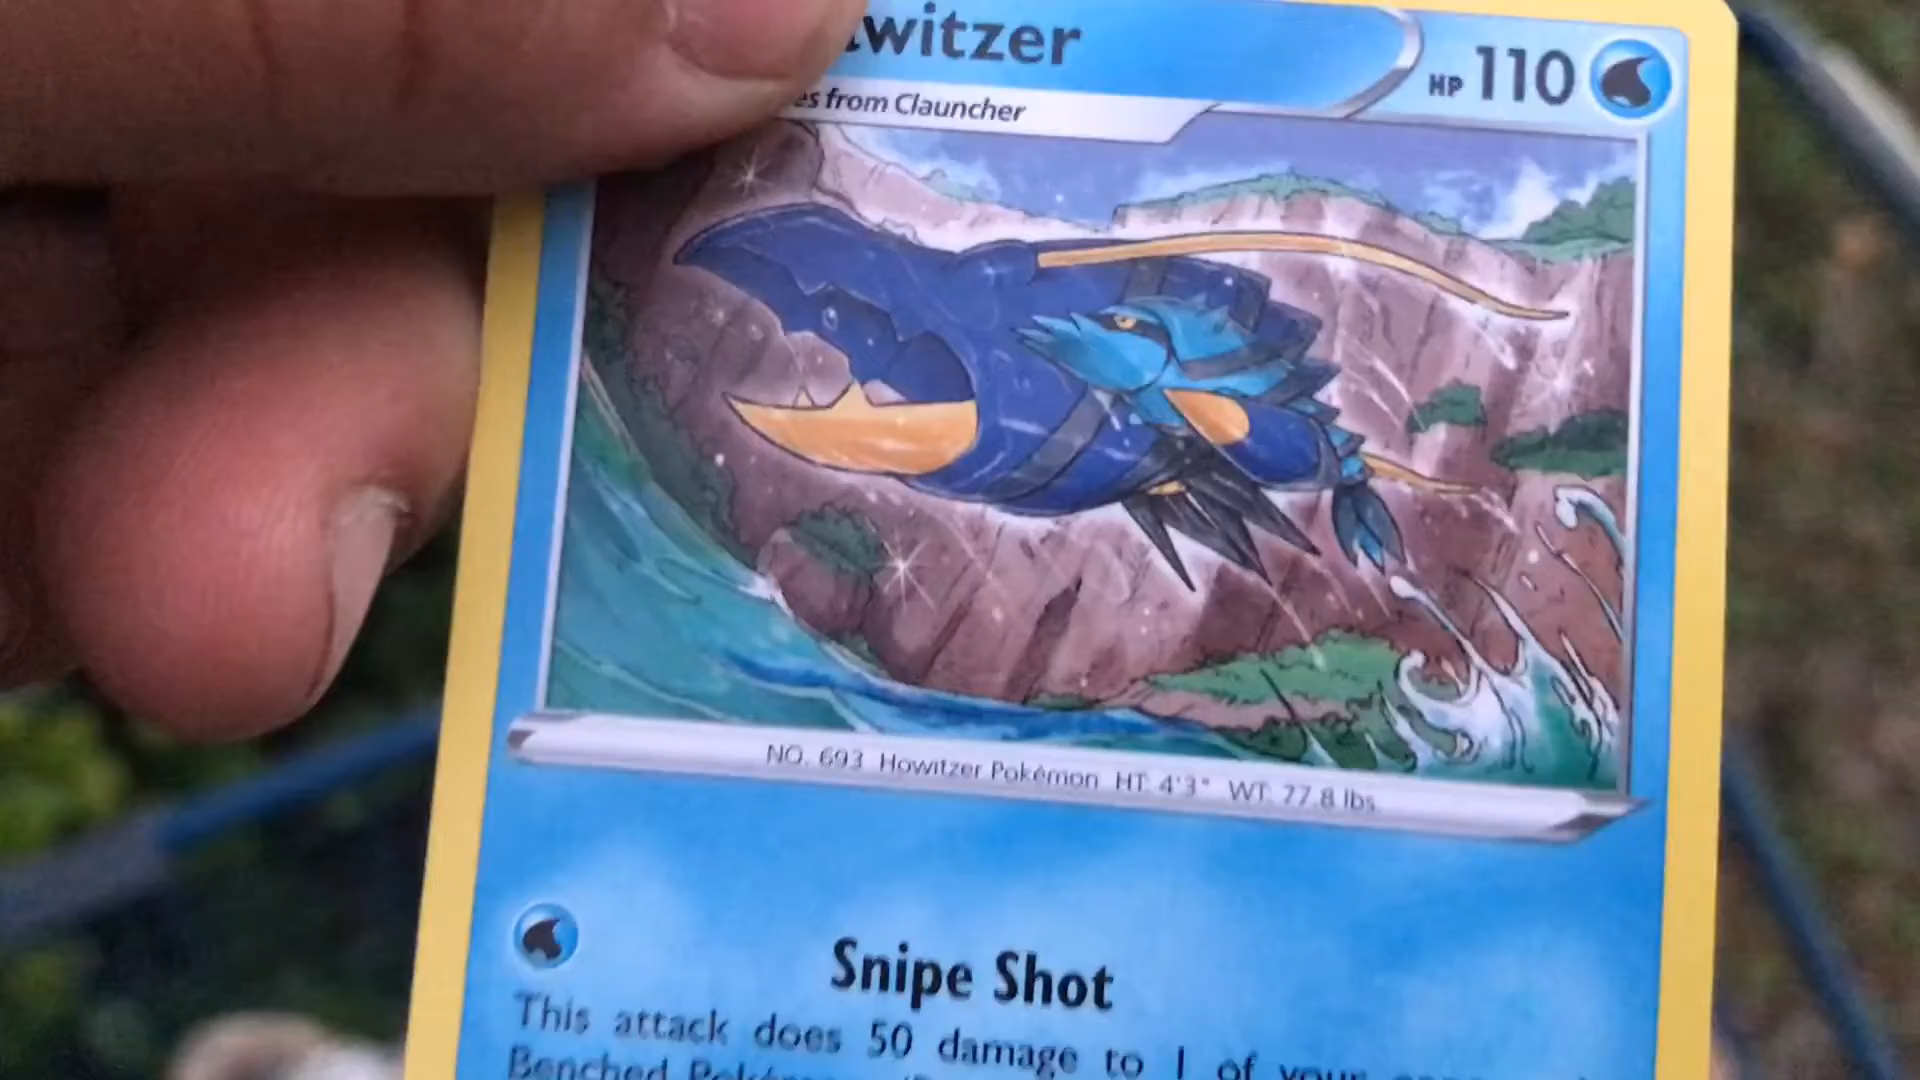 witzer HP 110
es from Clauncher
NO. 693 Howitzer Pokémon HT: 4'3" WT: 77.8 lbs.
Snipe Shot
This attack does 50 damage to 1 of your
Benched